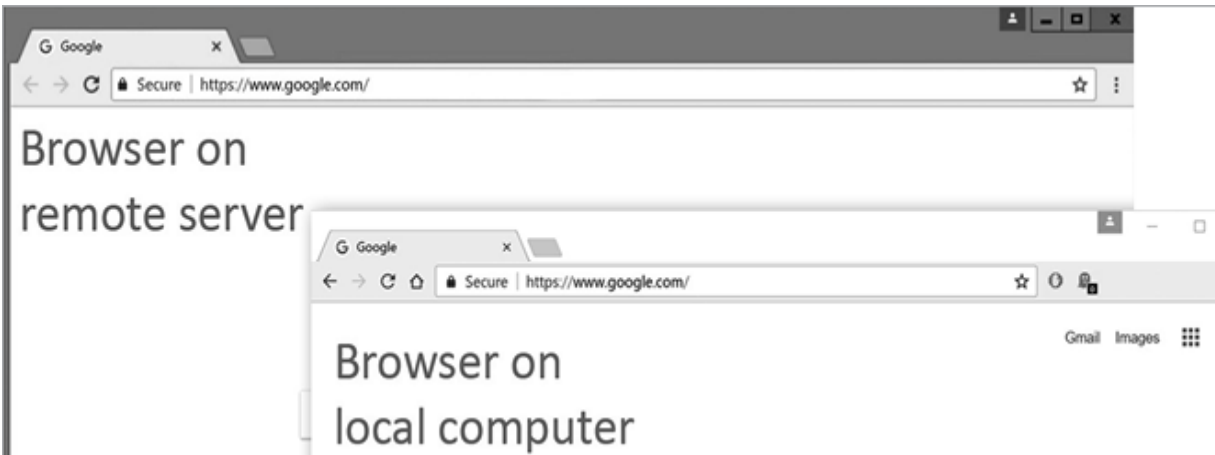 G Google
Secure | https://www.google.com/
Browser on
remote server
G Google
Secure | https://www.google.com/
Gmail Images
Browser on
local computer